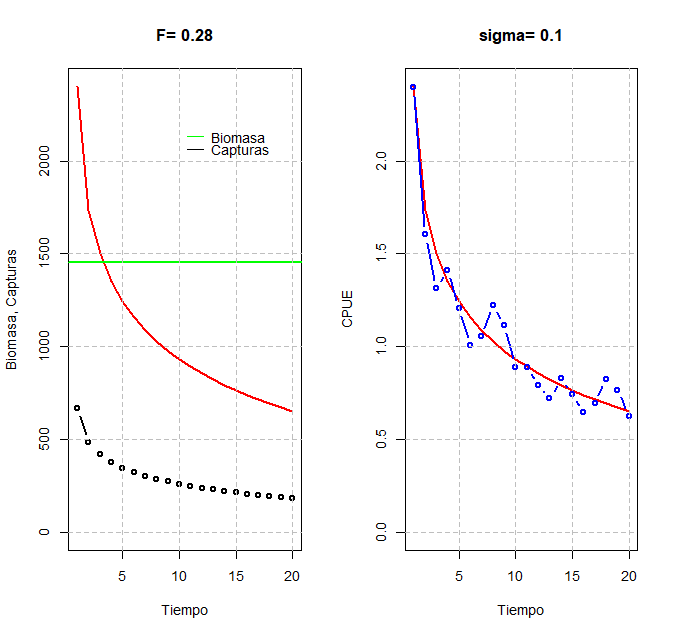 F= 0.28
Biomasa, Capturas
0
500
1000
1500
2000
Biomasa
Capturas
5
10
15
20
Tiempo
sigma= 0.1
CPUE
0.0
0.5
1.0
1.5
2.0
5
10
15
20
Tiempo